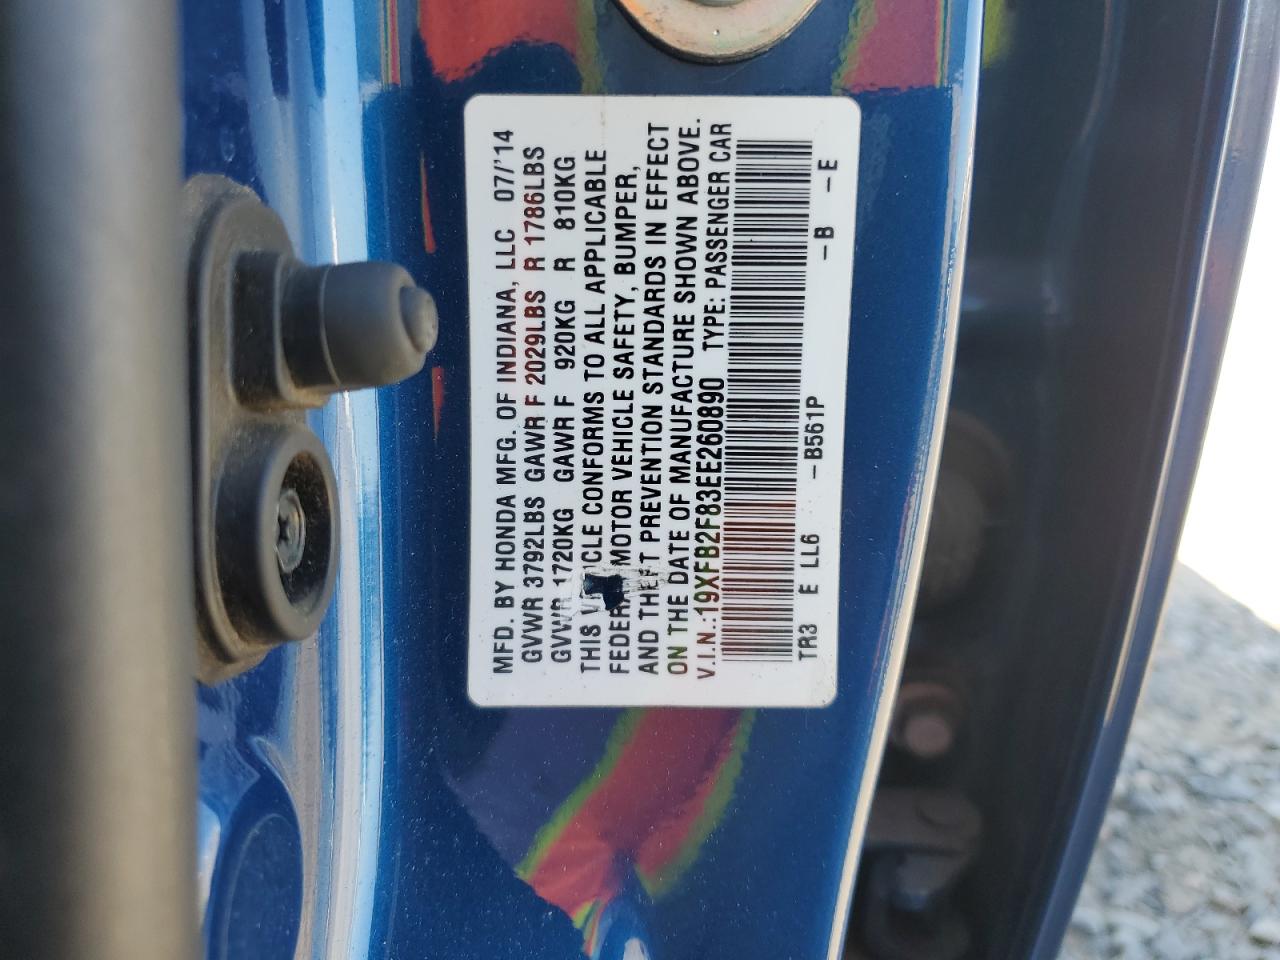 MFD. BY HONDA MFG. OF INDIANA, LLC 07/'14
GVWR 3792LBS GAWR F 2029LBS R 1786LBS
GVWR 1720KG GAWR F 920KG R 810KG
THIS CLE CONFORMS TO ALL APPLICABLE
FEDER MOTOR VEHICLE SAFETY, BUMPER,
AND THEFT PREVENTION STANDARDS IN EFFECT
ON THE DATE OF MANUFACTURE SHOWN ABOVE.
V.I.N.:19XFB2F83EE260890 TYPE: PASSENGER CAR
TR3 E LL6 -B561P -B -E